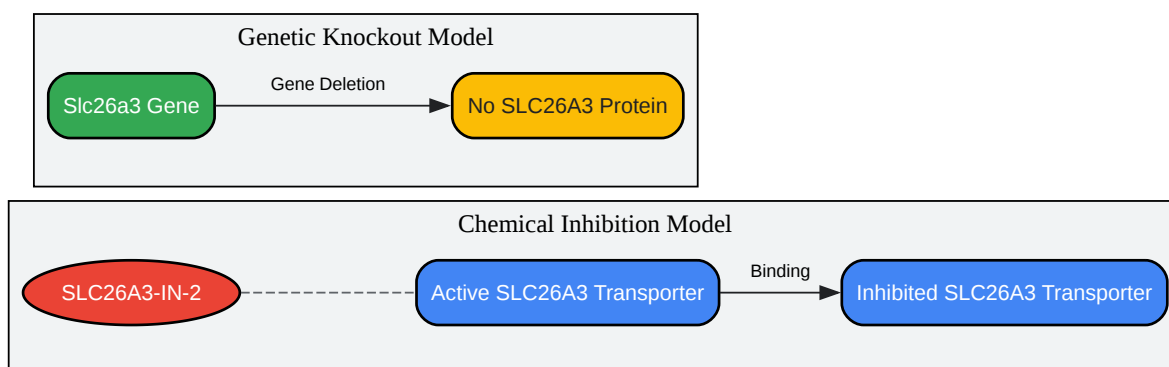 Genetic Knockout Model
Slc26a3 Gene
Gene Deletion
No SLC26A3 Protein
Chemical Inhibition Model
SLC26A3-IN-2
Active SLC26A3 Transporter
Binding
Inhibited SLC26A3 Transporter